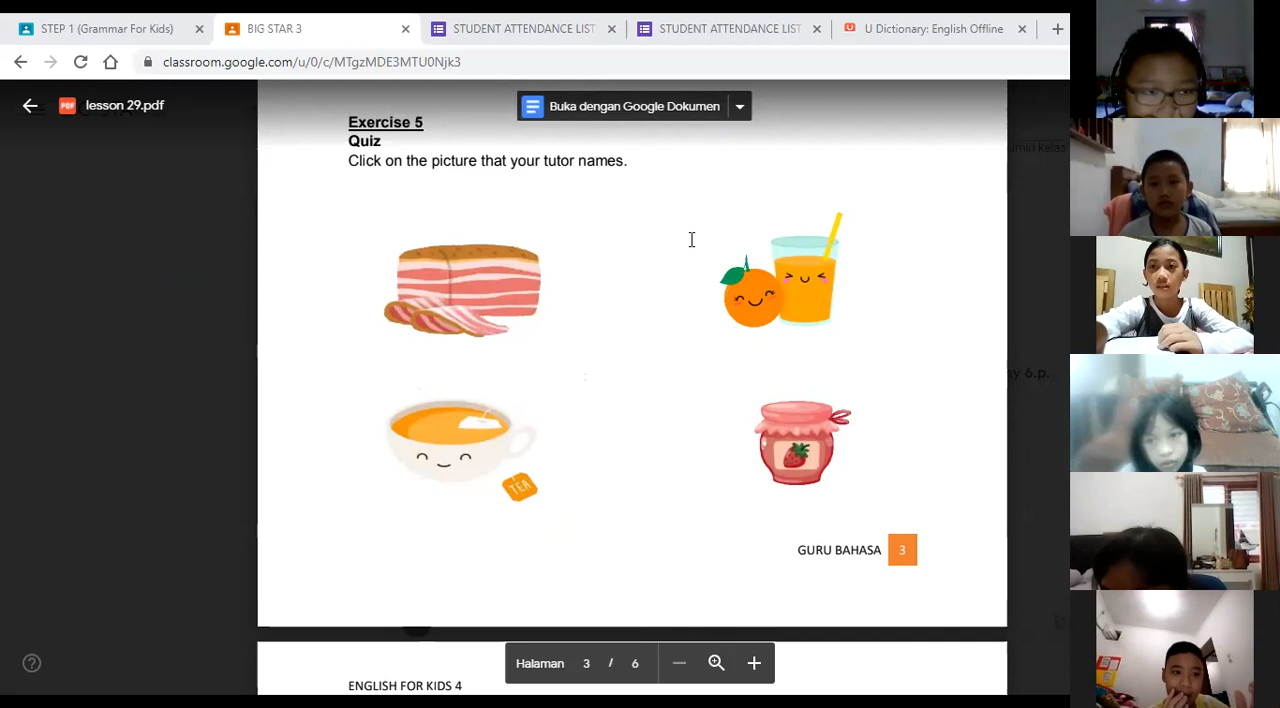 STEP 1 (Grammar For Kids)
BIG STAR 3
STUDENT ATTENDANCE LIST
STUDENT ATTENDANCE LIST
U Dictionary: English Offline
classroom.google.com/u/0/c/MTgzMDE3MTU0Njk3
PDF lesson 29.pdf
Buka dengan Google Dokumen
Exercise 5
Quiz
Click on the picture that your tutor names.
TEA
GURU BAHASA 3
Halaman 3 / 6
ENGLISH FOR KIDS 4